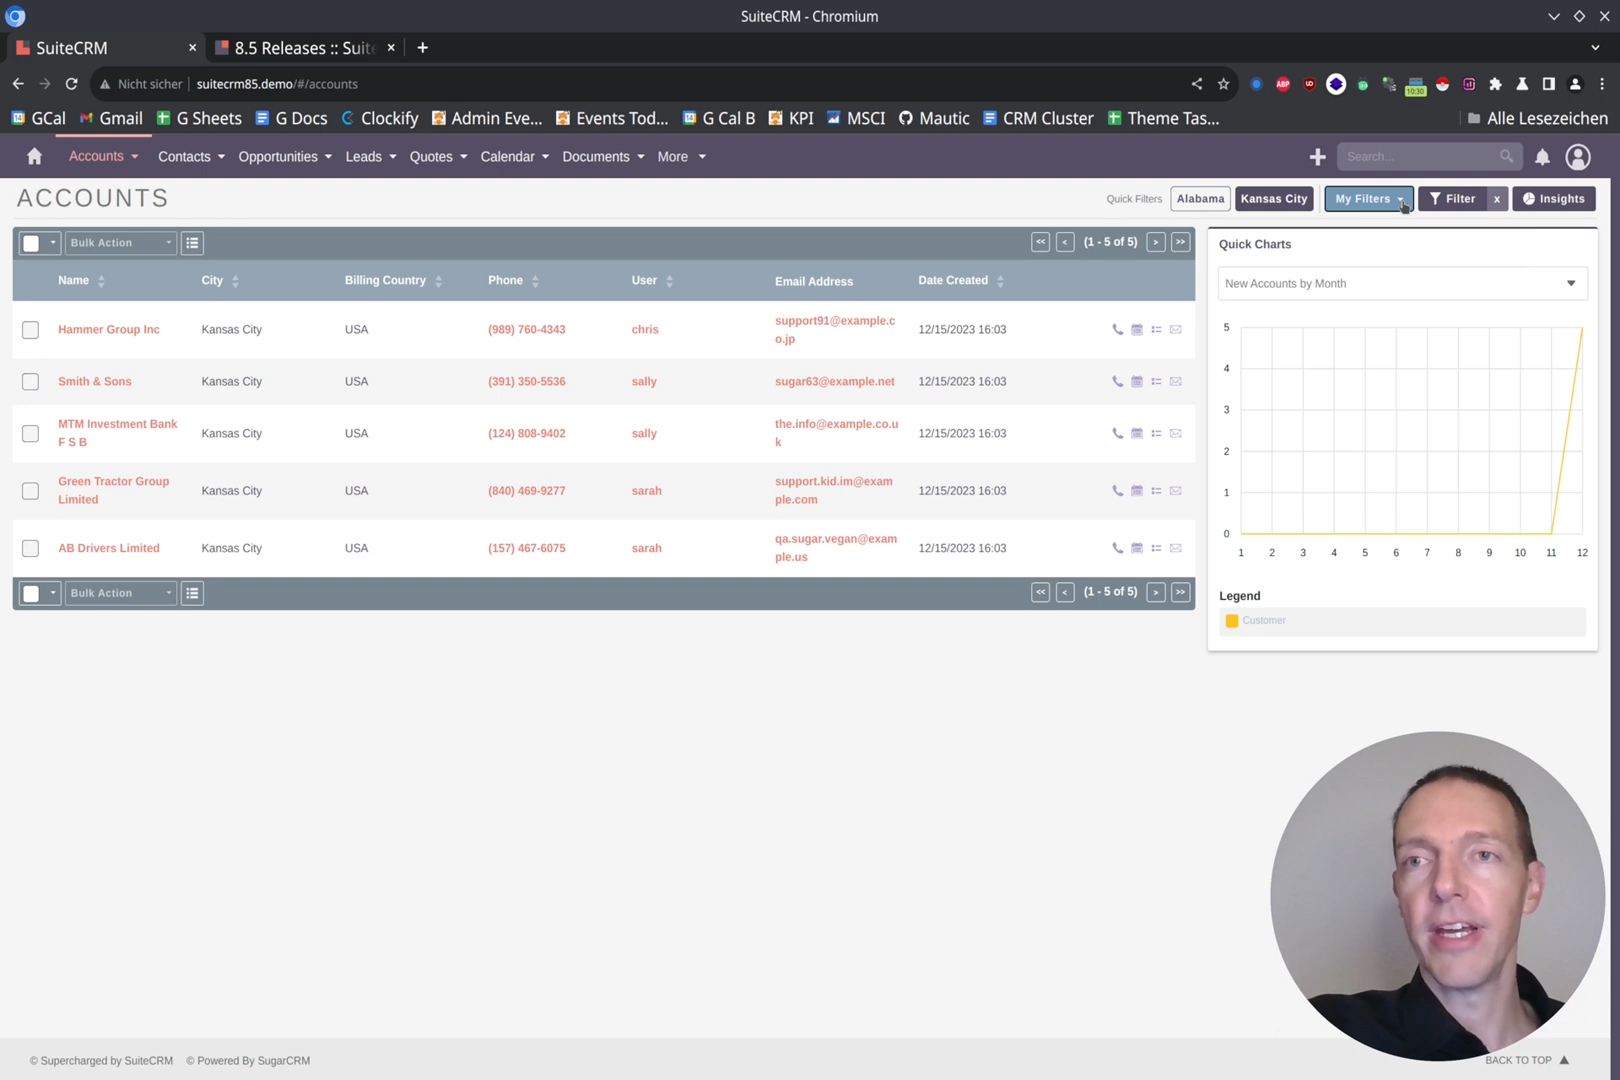 SuiteCRM - Chromium
SuiteCRM
8.5 Releases :: Suite
Nicht sicher
suitecrm85.demo/#/accounts
ABP
10:30
GCal
Gmail
G Sheets
G Docs
Clockify
Admin Eve...
Events Tod...
G Cal B
KPI
MSCI
Mautic
CRM Cluster
Theme Tas...
Alle Lesezeichen
Accounts
Contacts
Opportunities
Leads
Quotes
Calendar
Documents
More
Search...
ACCOUNTS
Quick Filters
Alabama
Kansas City
My Filters
Filter
x
Insights
Bulk Action
<<
<
(1 - 5 of 5)
>
>>
Name
City
Billing Country
Phone
User
Email Address
Date Created
Hammer Group Inc
Kansas City
USA
(989) 760-4343
chris
support91@example.c
o.jp
12/15/2023 16:03
Smith & Sons
Kansas City
USA
(391) 350-5536
sally
sugar63@example.net
12/15/2023 16:03
MTM Investment Bank
F S B
Kansas City
USA
(124) 808-9402
sally
the.info@example.co.u
k
12/15/2023 16:03
Green Tractor Group
Limited
Kansas City
USA
(840) 469-9277
sarah
support.kid.im@exam
ple.com
12/15/2023 16:03
AB Drivers Limited
Kansas City
USA
(157) 467-6075
sarah
qa.sugar.vegan@exam
ple.us
12/15/2023 16:03
Bulk Action
<<
<
(1 - 5 of 5)
>
>>
Quick Charts
New Accounts by Month
5
4
3
2
1
0
1 2 3 4 5 6 7 8 9 10 11 12
Legend
Customer
© Supercharged by SuiteCRM
© Powered By SugarCRM
BACK TO TOP